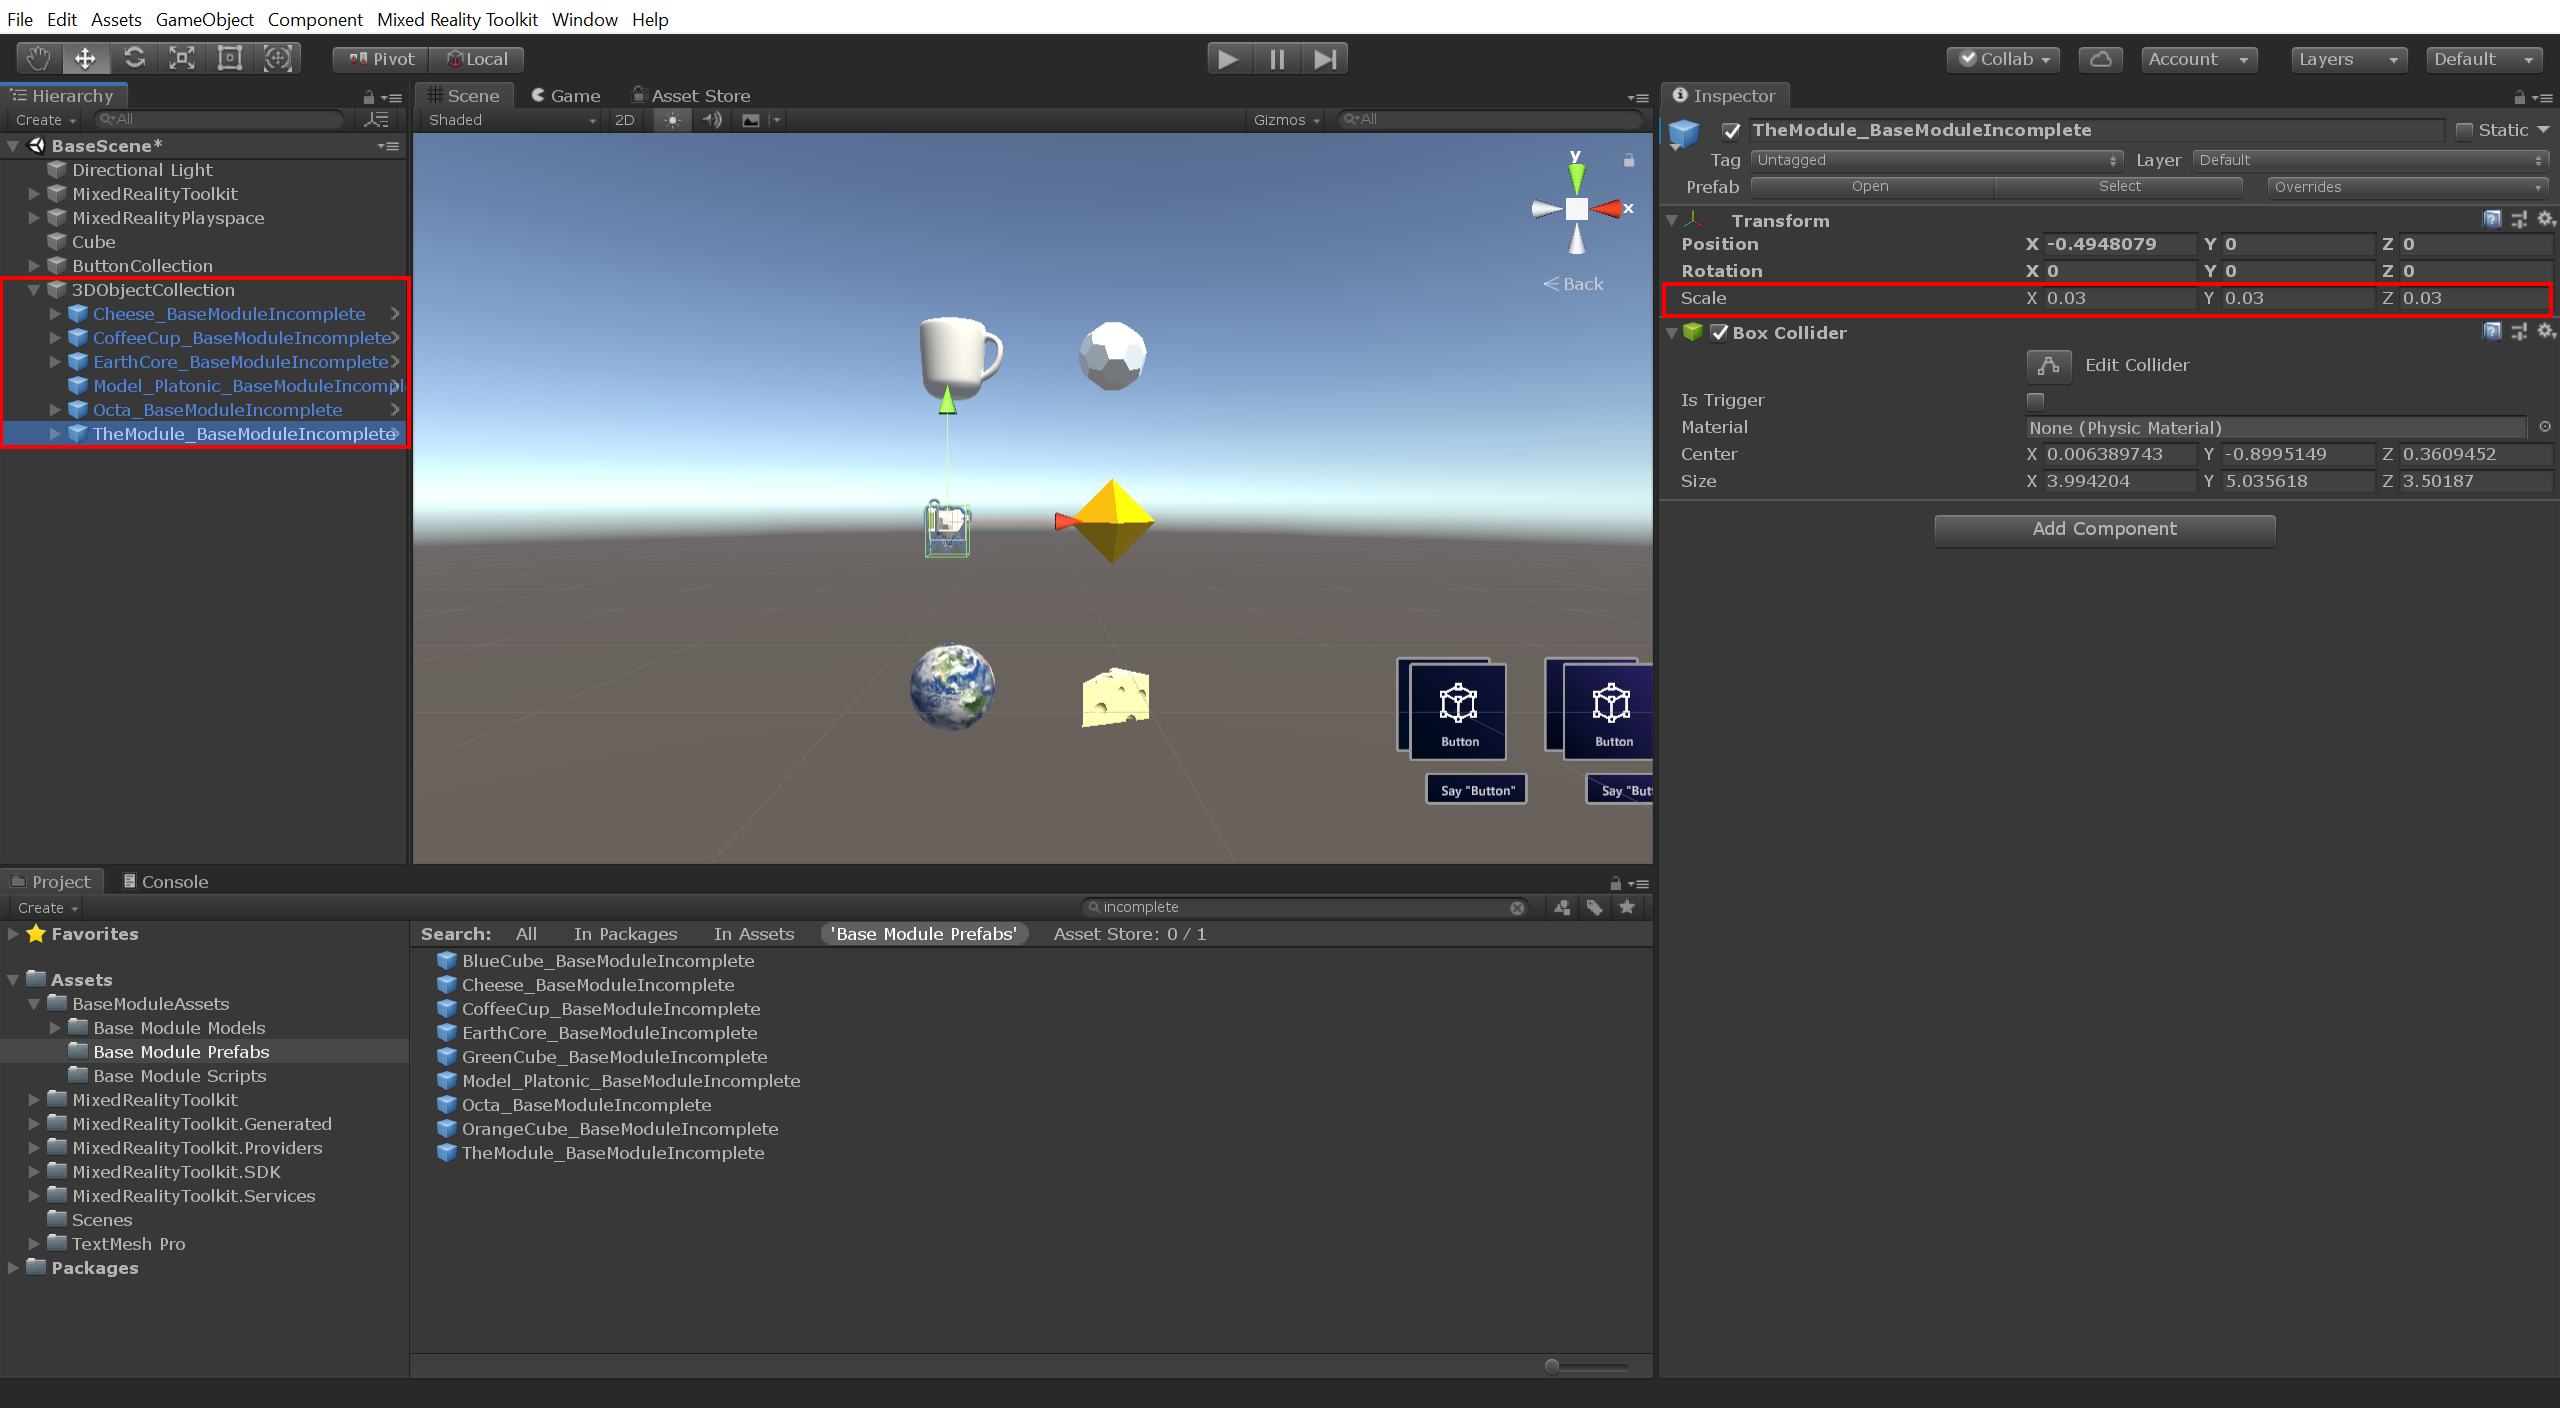 File Edit Assets GameObject Component Mixed Reality Toolkit Window Help
Pivot Local
Collab Account Layers Default
Hierarchy
Create All
BaseScene*
Directional Light
MixedRealityToolkit
MixedRealityPlayspace
Cube
ButtonCollection
3DObjectCollection
Cheese_BaseModuleIncomplete
CoffeeCup_BaseModuleIncomplete
EarthCore_BaseModuleIncomplete
Model_Platonic_BaseModuleIncompl
Octa_BaseModuleIncomplete
TheModule_BaseModuleIncomplete
Scene Game Asset Store
Shaded 2D Gizmos All
y
x
Back
Button Button
Say "Button" Say "But
Inspector
TheModule_BaseModuleIncomplete Static
Tag Untagged Layer Default
Prefab Open Select Overrides
Transform
Position X -0.4948079 Y 0 Z 0
Rotation X 0 Y 0 Z 0
Scale X 0.03 Y 0.03 Z 0.03
Box Collider
Edit Collider
Is Trigger
Material None (Physic Material)
Center X 0.006389743 Y -0.8995149 Z 0.3609452
Size X 3.994204 Y 5.035618 Z 3.50187
Add Component
Project Console
Create incomplete
Favorites
Assets
BaseModuleAssets
Base Module Models
Base Module Prefabs
Base Module Scripts
MixedRealityToolkit
MixedRealityToolkit.Generated
MixedRealityToolkit.Providers
MixedRealityToolkit.SDK
MixedRealityToolkit.Services
Scenes
TextMesh Pro
Packages
Search: All In Packages In Assets 'Base Module Prefabs' Asset Store: 0 / 1
BlueCube_BaseModuleIncomplete
Cheese_BaseModuleIncomplete
CoffeeCup_BaseModuleIncomplete
EarthCore_BaseModuleIncomplete
GreenCube_BaseModuleIncomplete
Model_Platonic_BaseModuleIncomplete
Octa_BaseModuleIncomplete
OrangeCube_BaseModuleIncomplete
TheModule_BaseModuleIncomplete